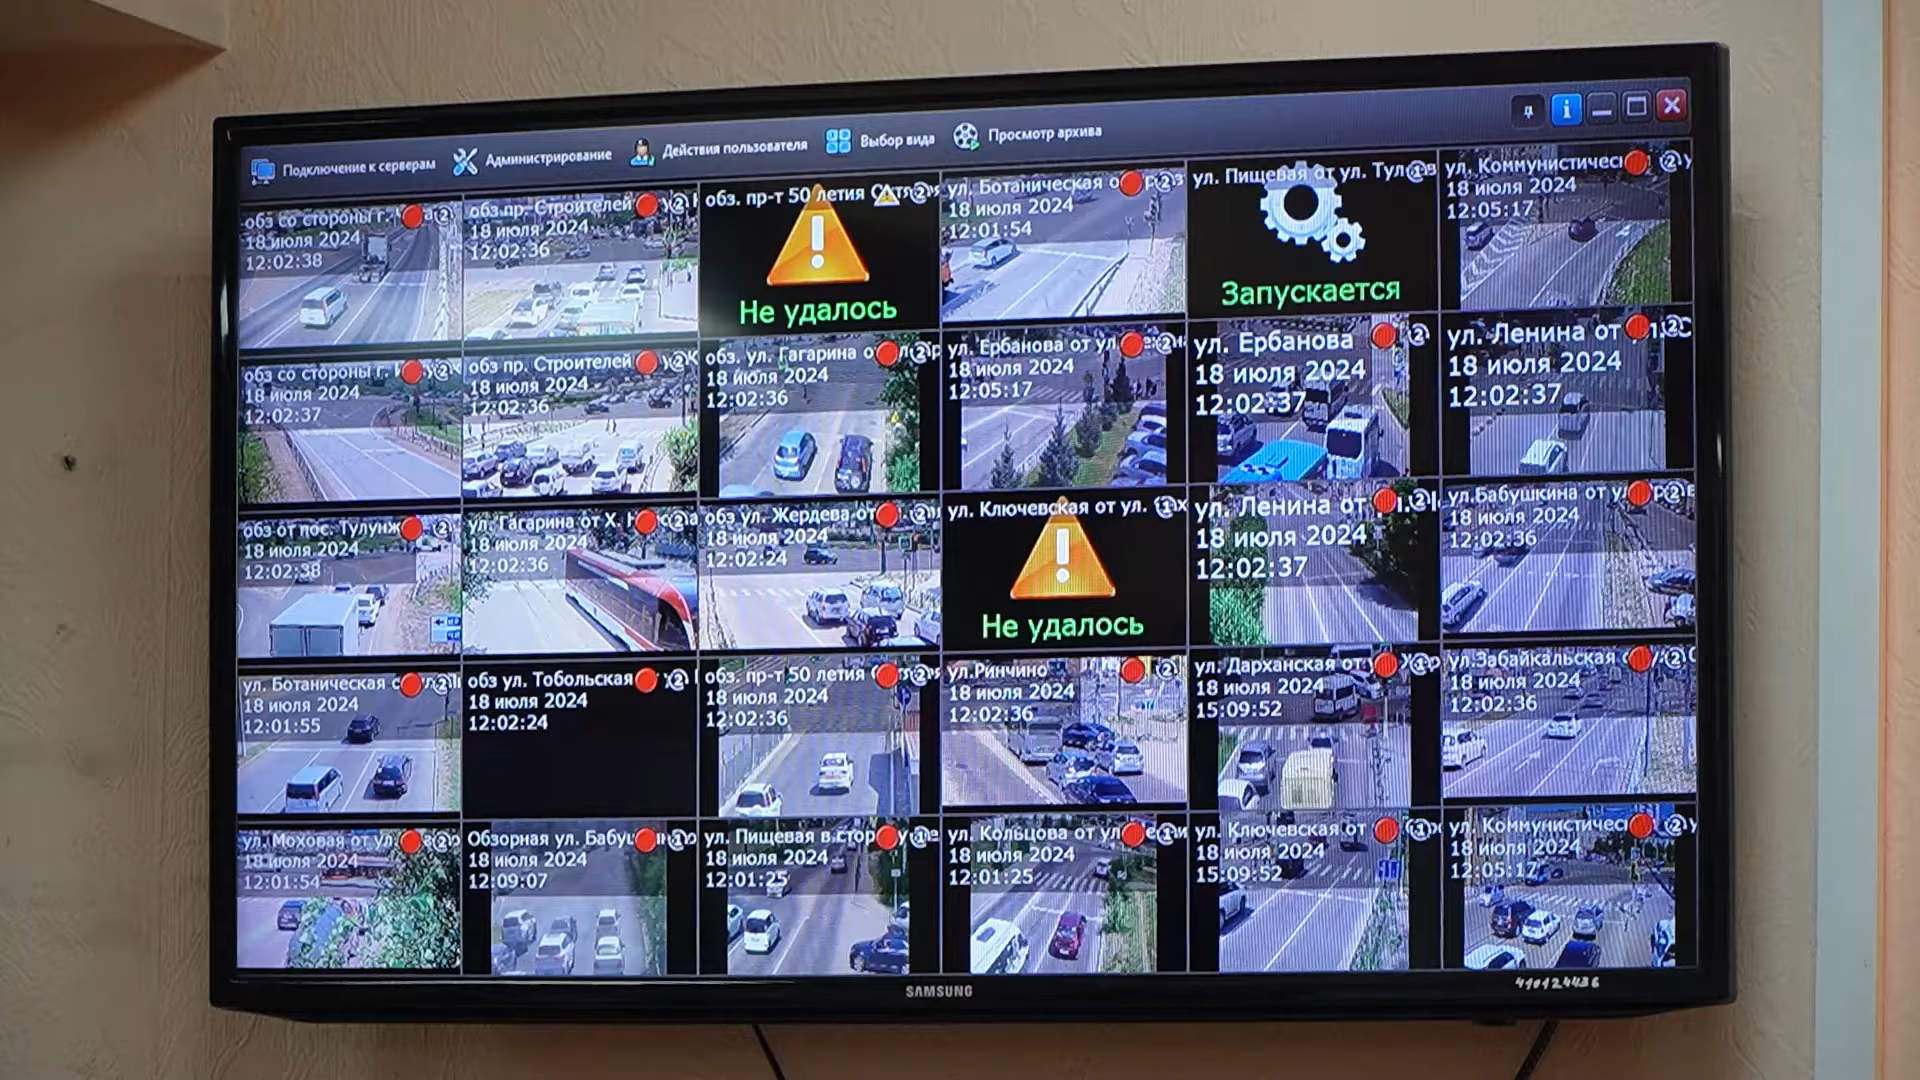 Подключение к серверам
Администрирование
Действия пользователя
Выбор вида
Просмотр архива
обз со стороны г.
18 июля 2024
12:02:38
обз пр. Строителей
18 июля 2024
12:02:36
обз. пр-т 50 летия
Не удалось
ул. Ботаническая
18 июля 2024
12:01:54
ул. Пищевая от ул.
Запускается
18 июля 2024
12:05:17
обз со стороны г.
18 июля 2024
12:02:37
обз пр. Строителей
18 июля 2024
12:02:36
обз. ул. Гагарина
18 июля 2024
12:02:36
ул. Ербанова от ул.
18 июля 2024
12:05:17
ул. Ербанова
18 июля 2024
12:02:37
ул. Ленина от
18 июля 2024
12:02:37
обз от пос.
18 июля 2024
12:02:38
ул. Гагарина от Х.
18 июля 2024
12:02:36
обз ул. Жердева от
18 июля 2024
12:02:24
ул. Ключевская от ул.
Не удалось
ул. Ленина от
18 июля 2024
12:02:37
ул.Бабушкина от
18 июля 2024
12:02:36
ул. Ботаническая
18 июля 2024
12:01:55
обз ул. Тобольская
18 июля 2024
12:02:24
обз. пр-т 50 летия
18 июля 2024
12:02:36
ул.Ринчино
18 июля 2024
12:02:36
ул. Дарханская от
18 июля 2024
15:09:52
ул.Забайкальская
18 июля 2024
12:02:36
ул. Моховая от ул.
18 июля 2024
12:01:54
Обзорная ул.
18 июля 2024
12:09:07
ул. Пищевая в
18 июля 2024
12:01:25
ул. Кольцова от
18 июля 2024
12:01:25
ул. Ключевская от
18 июля 2024
15:09:52
18 июля 2024
12:05:17
SAMSUNG
410124436